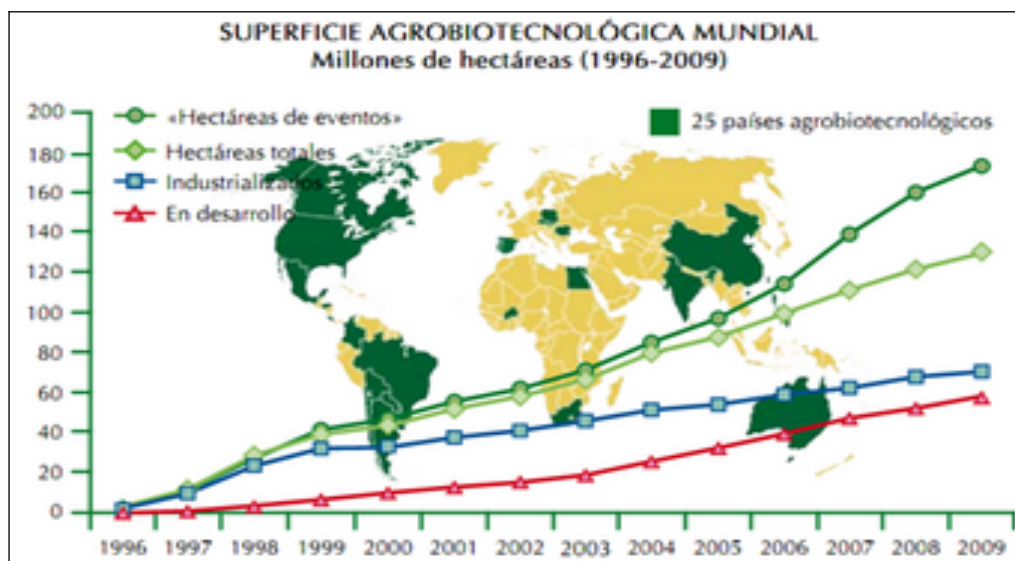 SUPERFICIE AGROBIOTECNOLÓGICA MUNDIAL
Millones de hectáreas (1996-2009)
«Hectáreas de eventos»
Hectáreas totales
Industrializados
En desarrollo
25 países agrobiotecnológicos
200
180
160
140
120
100
80
60
40
20
0
1996 1997 1998 1999 2000 2001 2002 2003 2004 2005 2006 2007 2008 2009